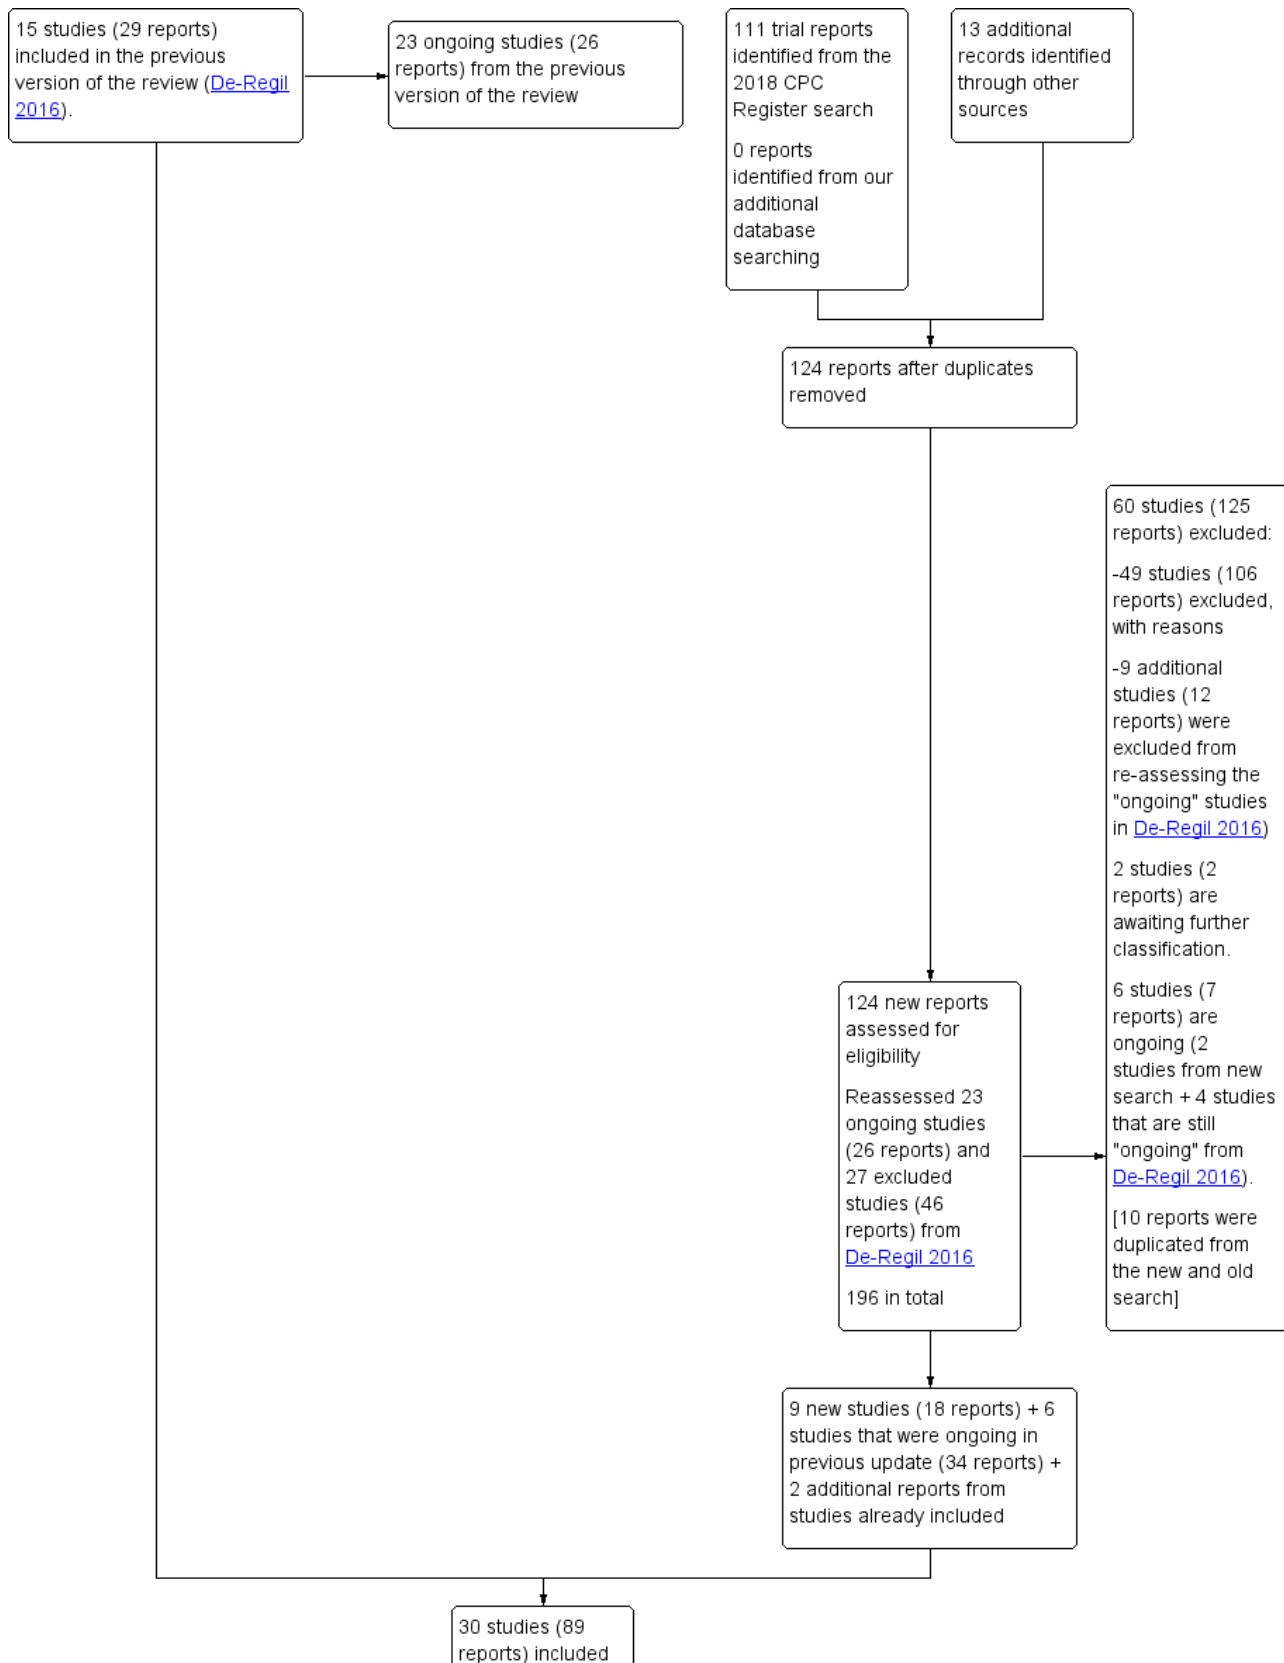 15 studies (29 reports)
included in the previous
version of the review (De-Regil
2016).
23 ongoing studies (26
reports) from the previous
version of the review
111 trial reports
identified from the
2018 CPC
Register search
0 reports
identified from our
additional
database
searching
13 additional
records identified
through other
sources
124 reports after duplicates
removed
60 studies (125
reports) excluded:
-49 studies (106
reports) excluded,
with reasons
-9 additional
studies (12
reports) were
excluded from
re-assessing the
"ongoing" studies
in De-Regil 2016)
2 studies (2
reports) are
awaiting further
classification.
6 studies (7
reports) are
ongoing (2
studies from new
search + 4 studies
that are still
"ongoing" from
De-Regil 2016).
[10 reports were
duplicated from
the new and old
search]
124 new reports
assessed for
eligibility
Reassessed 23
ongoing studies
(26 reports) and
27 excluded
studies (46
reports) from
De-Regil 2016
196 in total
9 new studies (18 reports) + 6
studies that were ongoing in
previous update (34 reports) +
2 additional reports from
studies already included
30 studies (89
reports) included